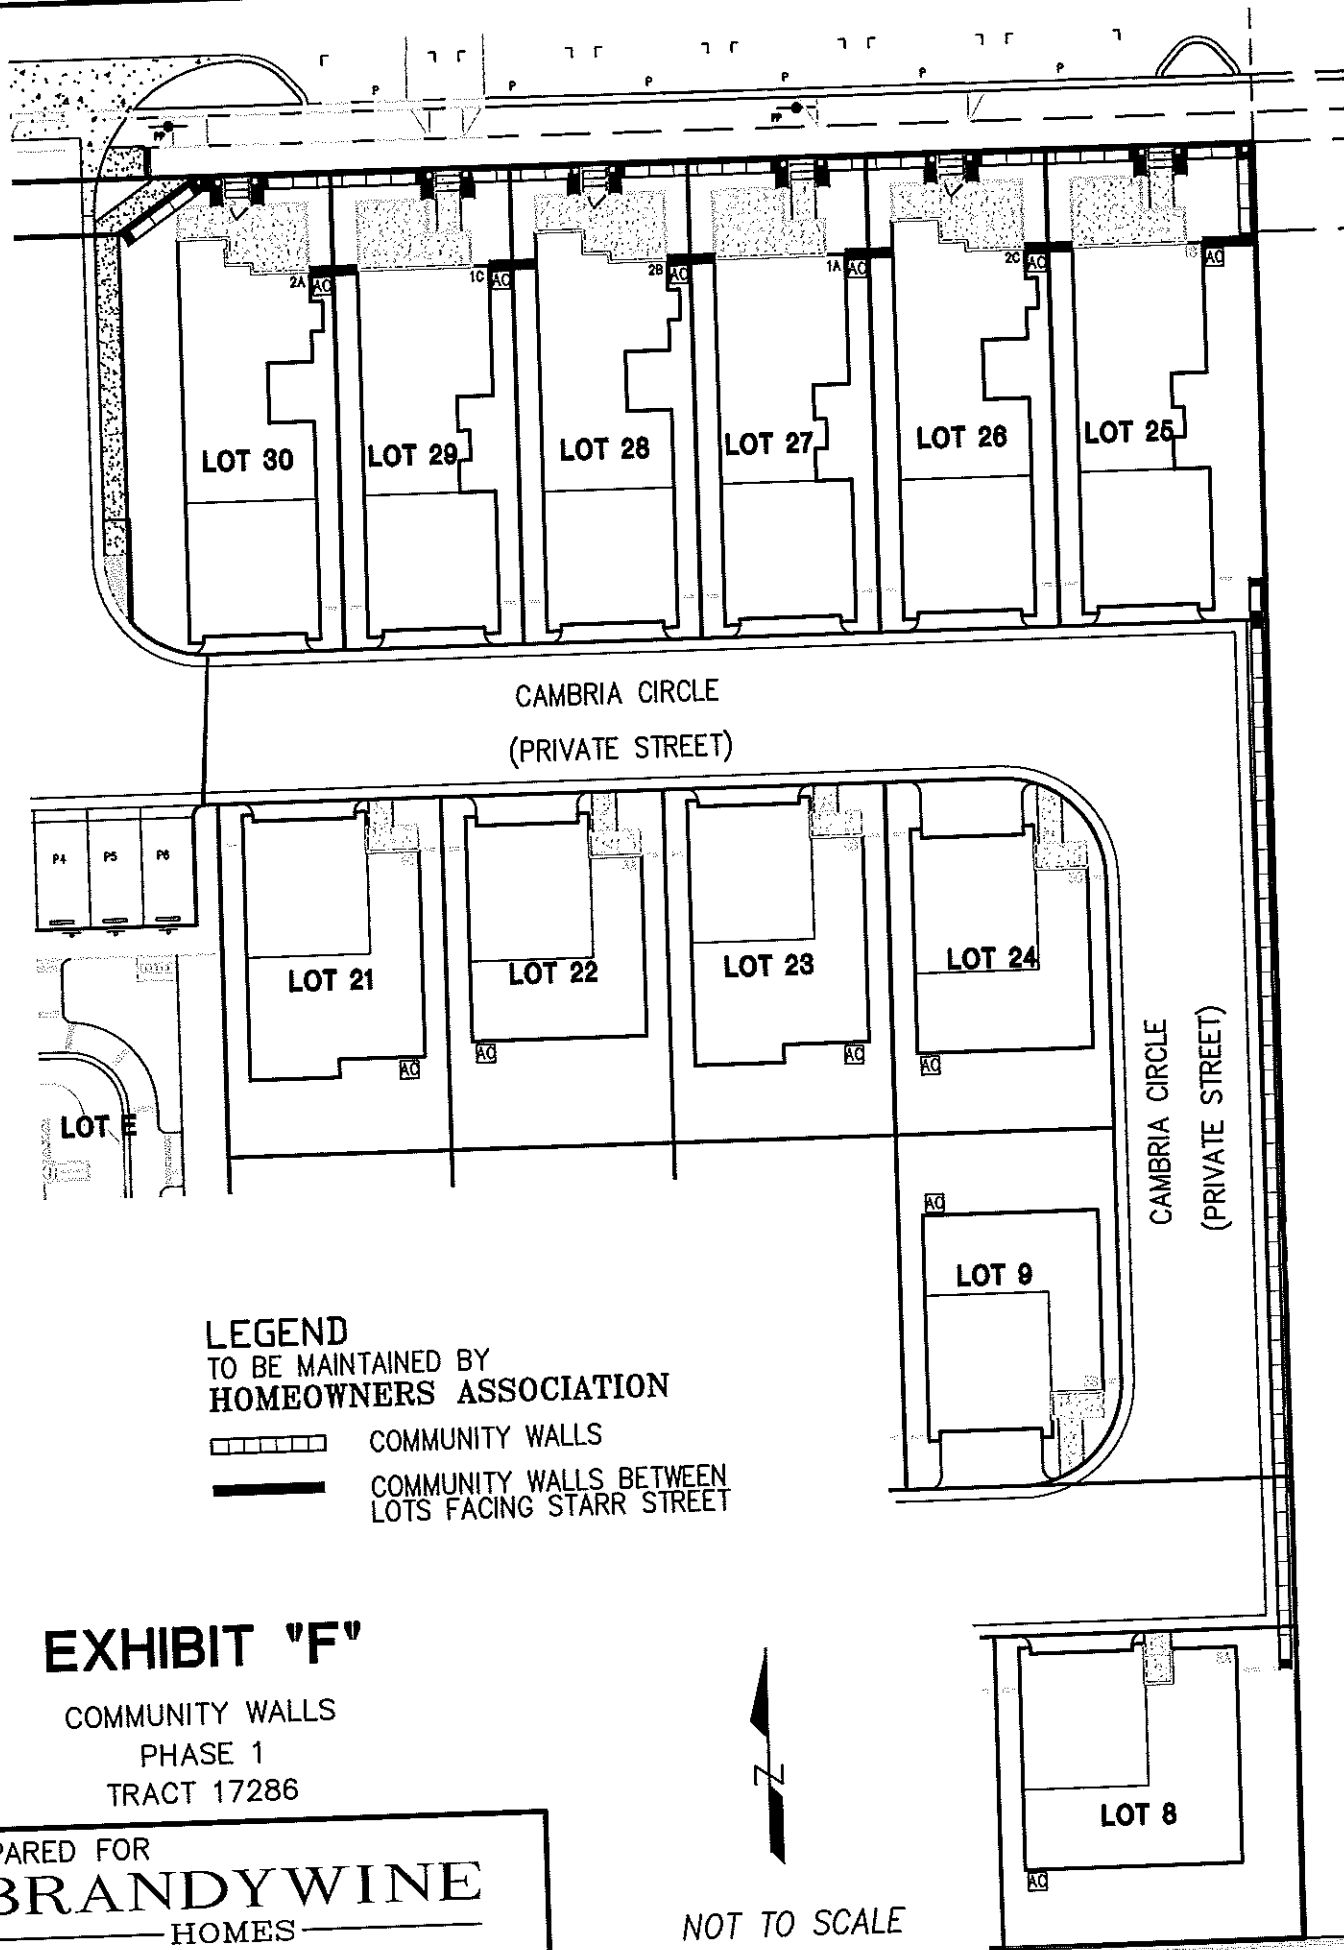 P P P P P P
PP PP
2A 1C 2B 1A 2C 1B
AC AC AC AC AC AC
LOT 30 LOT 29 LOT 28 LOT 27 LOT 26 LOT 25
CAMBRIA CIRCLE
(PRIVATE STREET)
P4 P5 P6
LOT 21 LOT 22 LOT 23 LOT 24
AC AC AC AC
LOT E
CAMBRIA CIRCLE
(PRIVATE STREET)
AC
LOT 9
LEGEND
TO BE MAINTAINED BY
HOMEOWNERS ASSOCIATION
COMMUNITY WALLS
COMMUNITY WALLS BETWEEN
LOTS FACING STARR STREET
EXHIBIT "F"
COMMUNITY WALLS
PHASE 1
TRACT 17286
Z
LOT 8
AC
PARED FOR
BRANDYWINE
HOMES
NOT TO SCALE